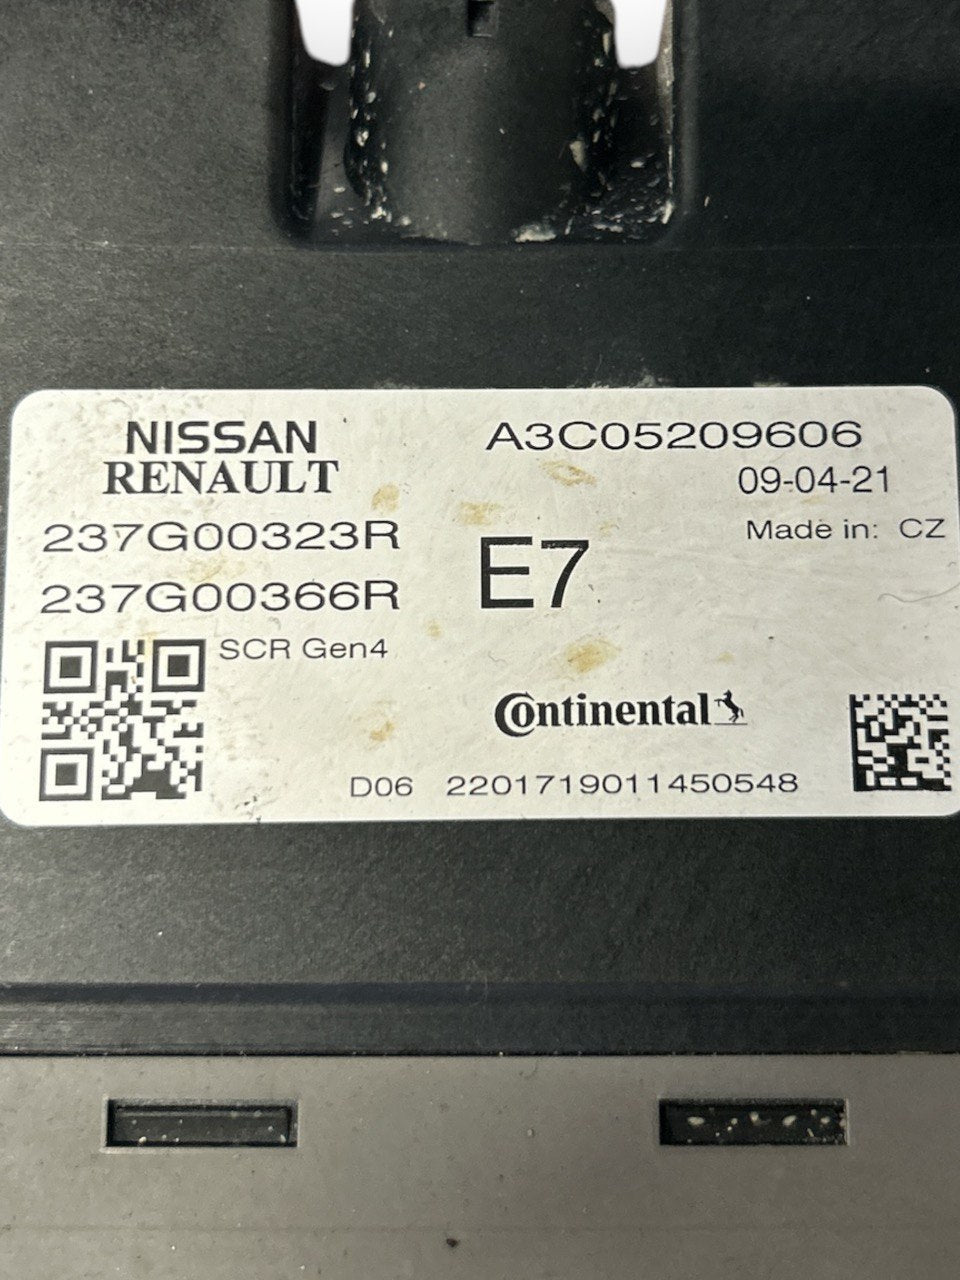 NISSAN
RENAULT
A3C05209606
09-04-21
237G00323R
Made in: CZ
237G00366R
E7
SCR Gen4
Continental
D06 2201719011450548